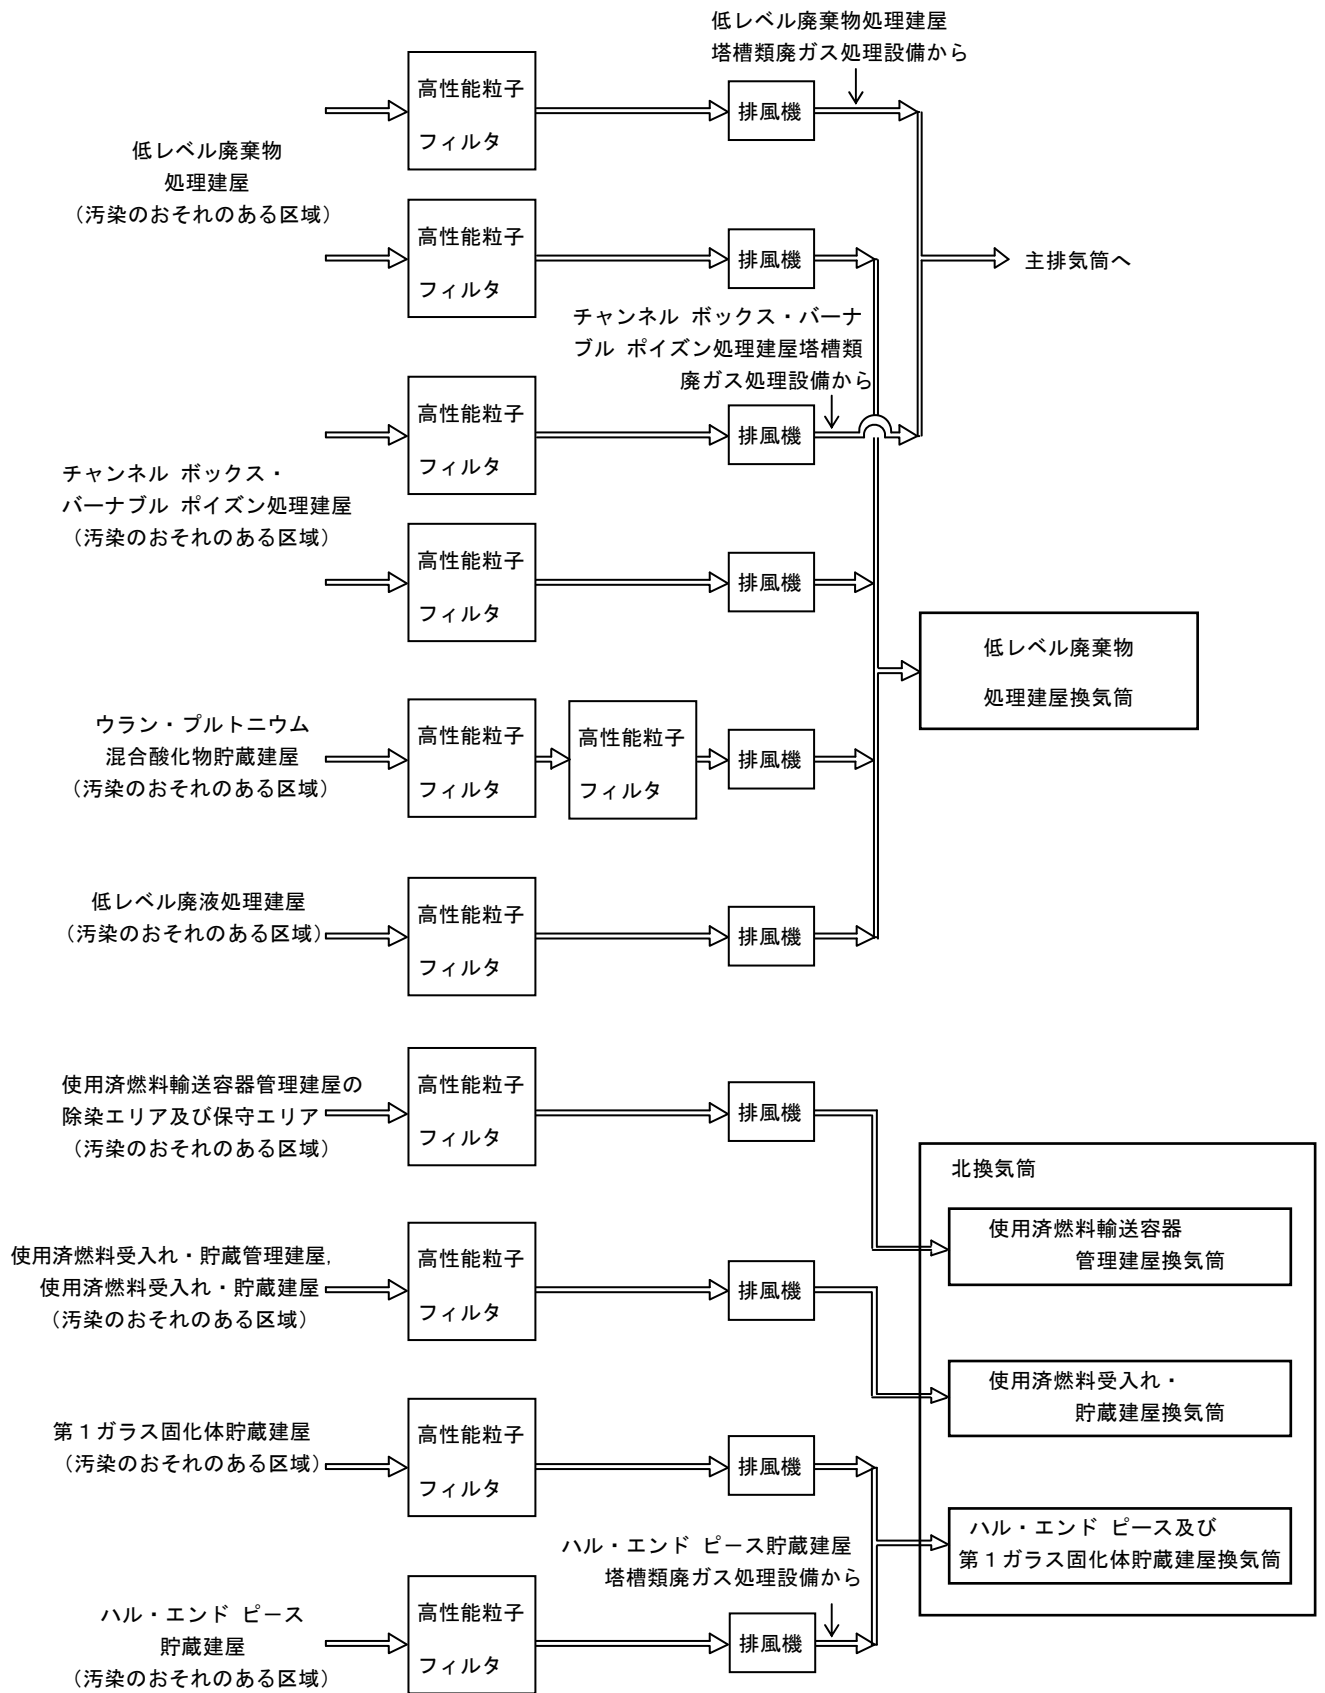 低レベル廃棄物処理建屋
塔槽類廃ガス処理設備から
高性能粒子
フィルタ
排風機
低レベル廃棄物
処理建屋
（汚染のおそれのある区域）
高性能粒子
フィルタ
排風機
主排気筒へ
チャンネル ボックス・バーナ
ブル ポイズン処理建屋塔槽類
廃ガス処理設備から
高性能粒子
フィルタ
排風機
チャンネル ボックス・
バーナブル ポイズン処理建屋
（汚染のおそれのある区域）
高性能粒子
フィルタ
排風機
低レベル廃棄物
処理建屋換気筒
ウラン・プルトニウム
混合酸化物貯蔵建屋
（汚染のおそれのある区域）
高性能粒子
フィルタ
高性能粒子
フィルタ
排風機
低レベル廃液処理建屋
（汚染のおそれのある区域）
高性能粒子
フィルタ
排風機
使用済燃料輸送容器管理建屋の
除染エリア及び保守エリア
（汚染のおそれのある区域）
高性能粒子
フィルタ
排風機
北換気筒
使用済燃料輸送容器
管理建屋換気筒
使用済燃料受入れ・貯蔵管理建屋，
使用済燃料受入れ・貯蔵建屋
（汚染のおそれのある区域）
高性能粒子
フィルタ
排風機
使用済燃料受入れ・
貯蔵建屋換気筒
第１ガラス固化体貯蔵建屋
（汚染のおそれのある区域）
高性能粒子
フィルタ
排風機
ハル・エンド ピース及び
第１ガラス固化体貯蔵建屋換気筒
ハル・エンド ピース貯蔵建屋
塔槽類廃ガス処理設備から
ハル・エンド ピース
貯蔵建屋
（汚染のおそれのある区域）
高性能粒子
フィルタ
排風機